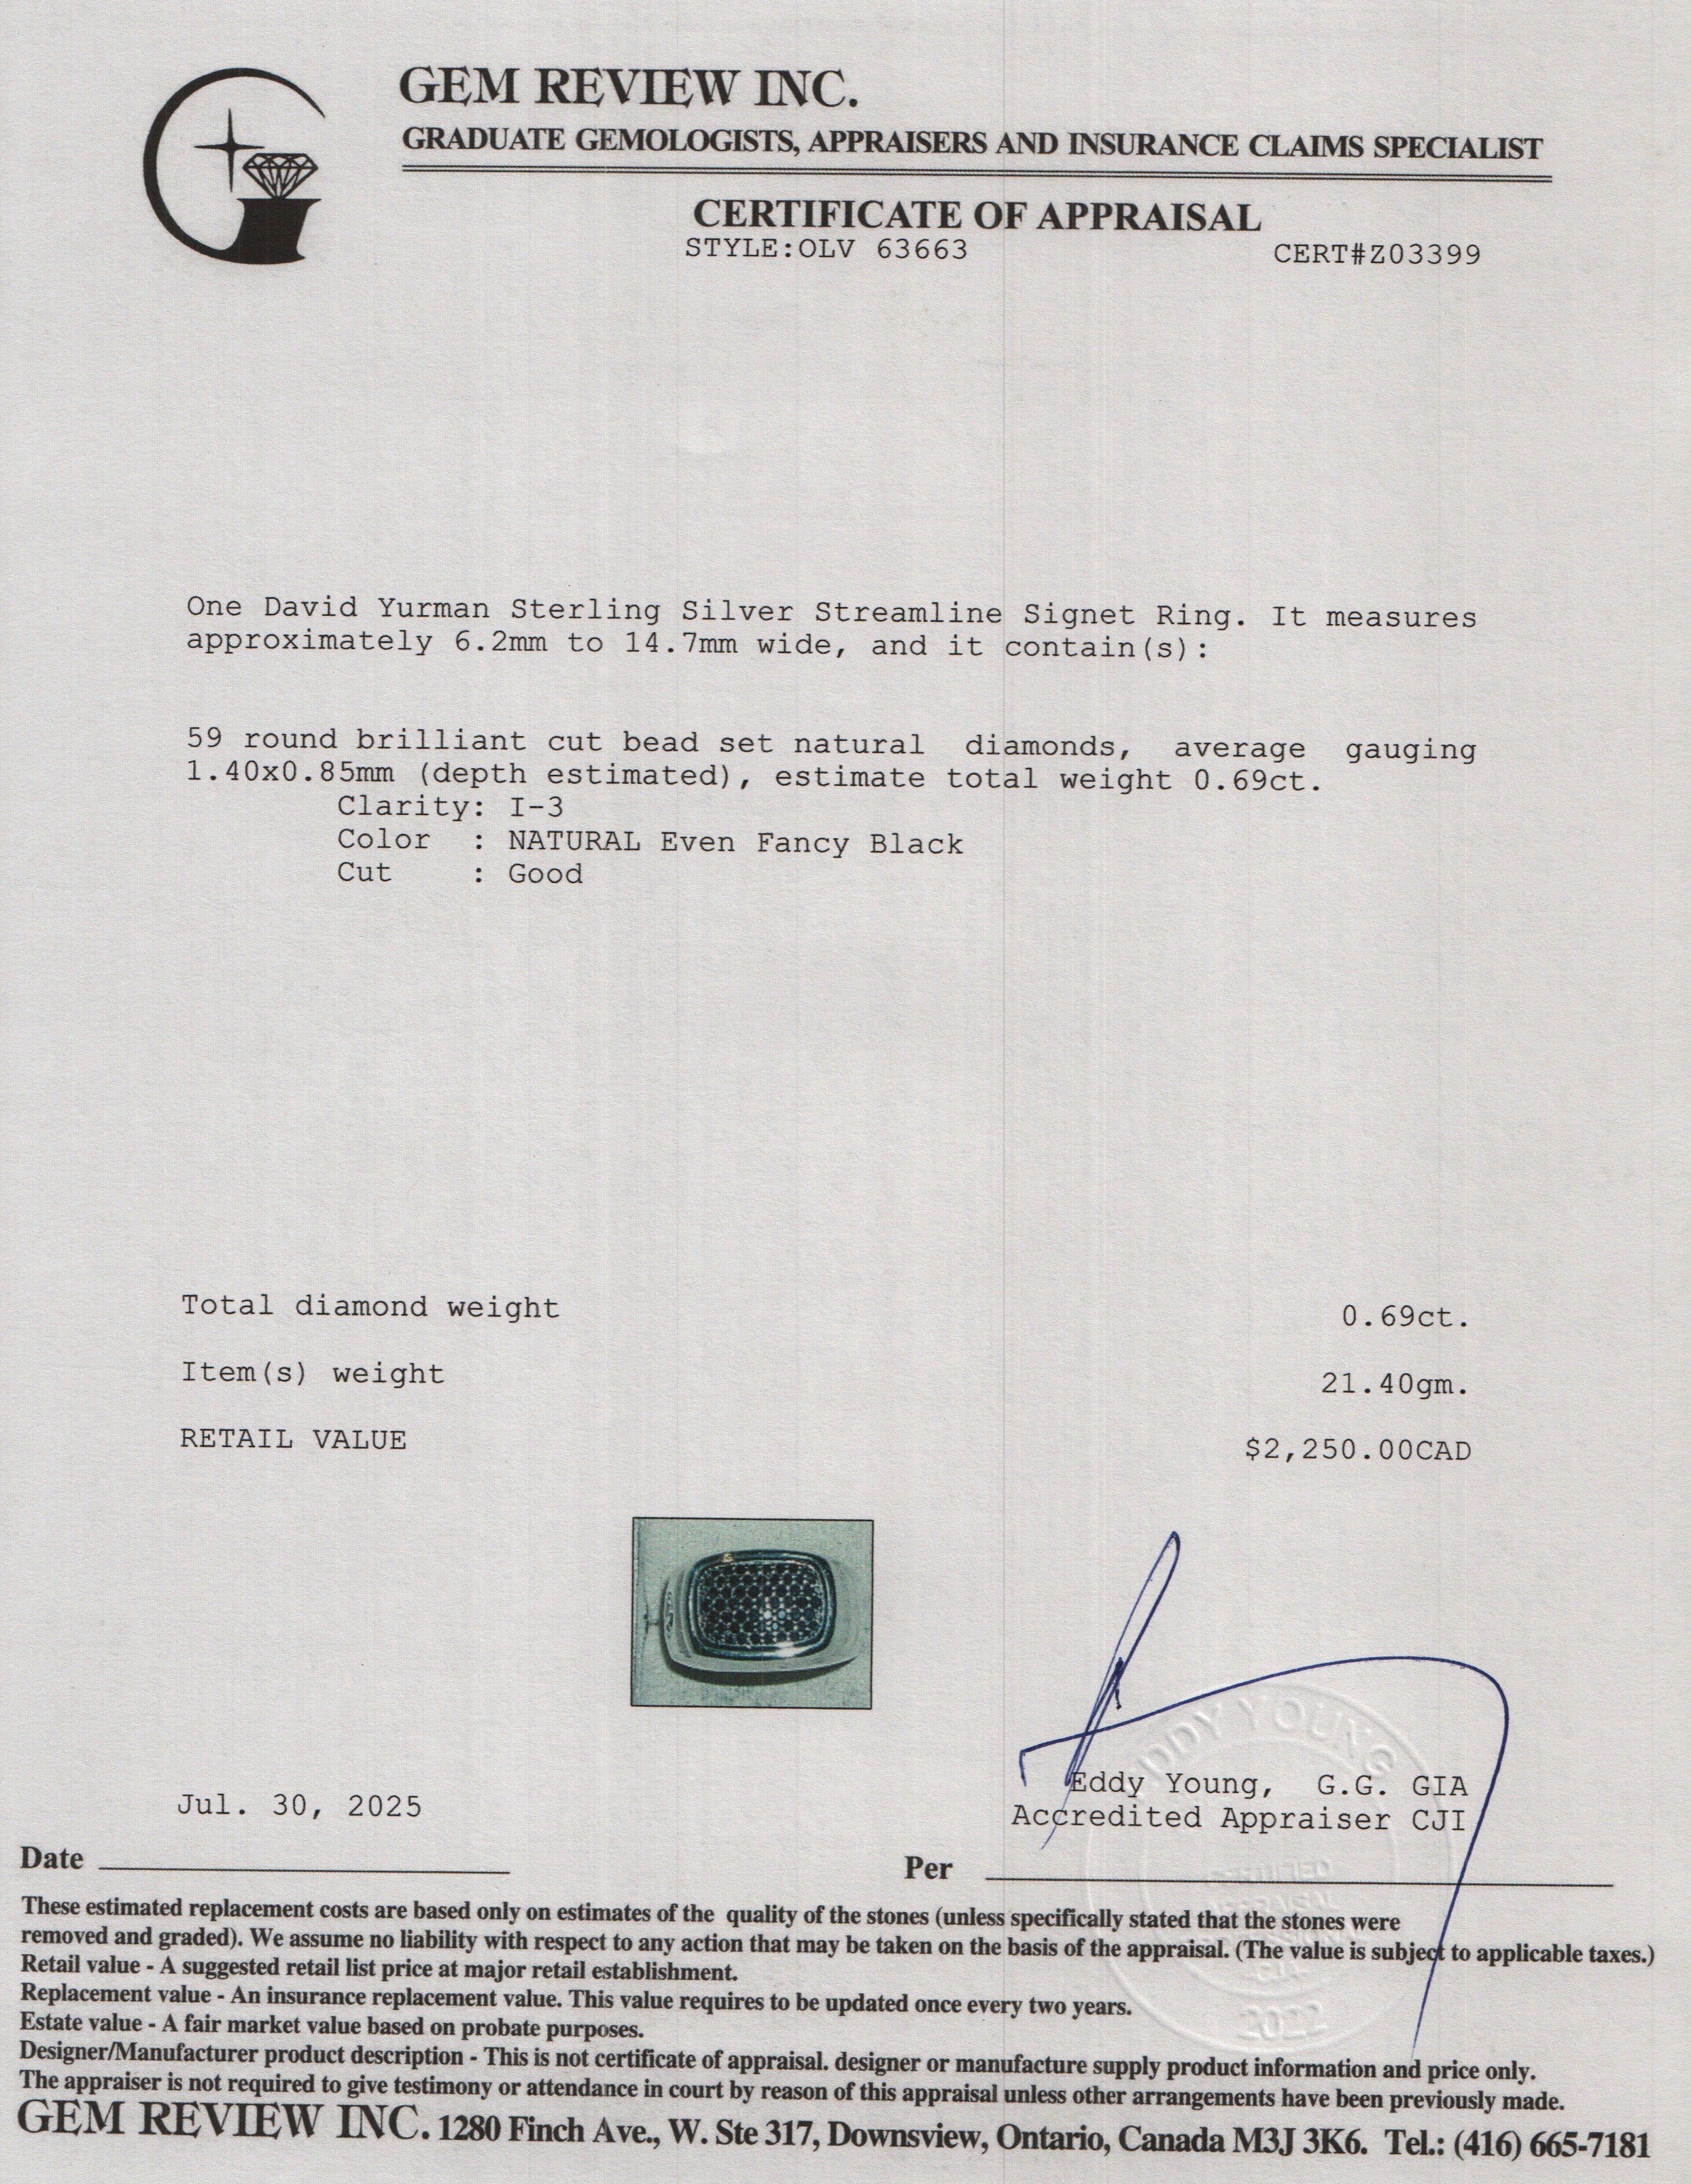 GEM REVIEW INC.
GRADUATE GEMOLOGISTS, APPRAISERS AND INSURANCE CLAIMS SPECIALIST
CERTIFICATE OF APPRAISAL
STYLE:OLV 63663
CERT#Z03399
One David Yurman Sterling Silver Streamline Signet Ring. It measures
approximately 6.2mm to 14.7mm wide, and it contain(s):
59 round brilliant cut bead set natural diamonds, average gauging
1.40x0.85mm (depth estimated), estimate total weight 0.69ct.
Clarity: I-3
Color : NATURAL Even Fancy Black
Cut : Good
Total diamond weight 0.69ct.
Item(s) weight 21.40gm.
RETAIL VALUE $2,250.00CAD
EDDY YOUNG
Eddy Young, G.G. GIA
Jul. 30, 2025
Accredited Appraiser CJI
Date
Per
CERTIFIED
2022
These estimated replacement costs are based only on estimates of the quality of the stones (unless specifically stated that the stones were
removed and graded). We assume no liability with respect to any action that may be taken on the basis of the appraisal. (The value is subject to applicable taxes.)
Retail value - A suggested retail list price at major retail establishment.
Replacement value - An insurance replacement value. This value requires to be updated once every two years.
Estate value - A fair market value based on probate purposes.
Designer/Manufacturer product description - This is not certificate of appraisal. designer or manufacture supply product information and price only.
The appraiser is not required to give testimony or attendance in court by reason of this appraisal unless other arrangements have been previously made.
GEM REVIEW INC. 1280 Finch Ave., W. Ste 317, Downsview, Ontario, Canada M3J 3K6. Tel.: (416) 665-7181